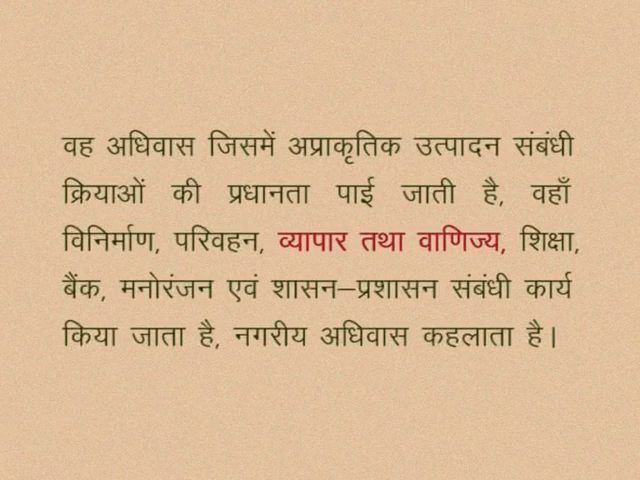 वह अधिवास जिसमें अप्राकृतिक उत्पादन संबंधी
क्रियाओं की प्रधानता पाई जाती है, वहाँ
विनिर्माण, परिवहन, व्यापार तथा वाणिज्य, शिक्षा,
बैंक, मनोरंजन एवं शासन–प्रशासन संबंधी कार्य
किया जाता है, नगरीय अधिवास कहलाता है।